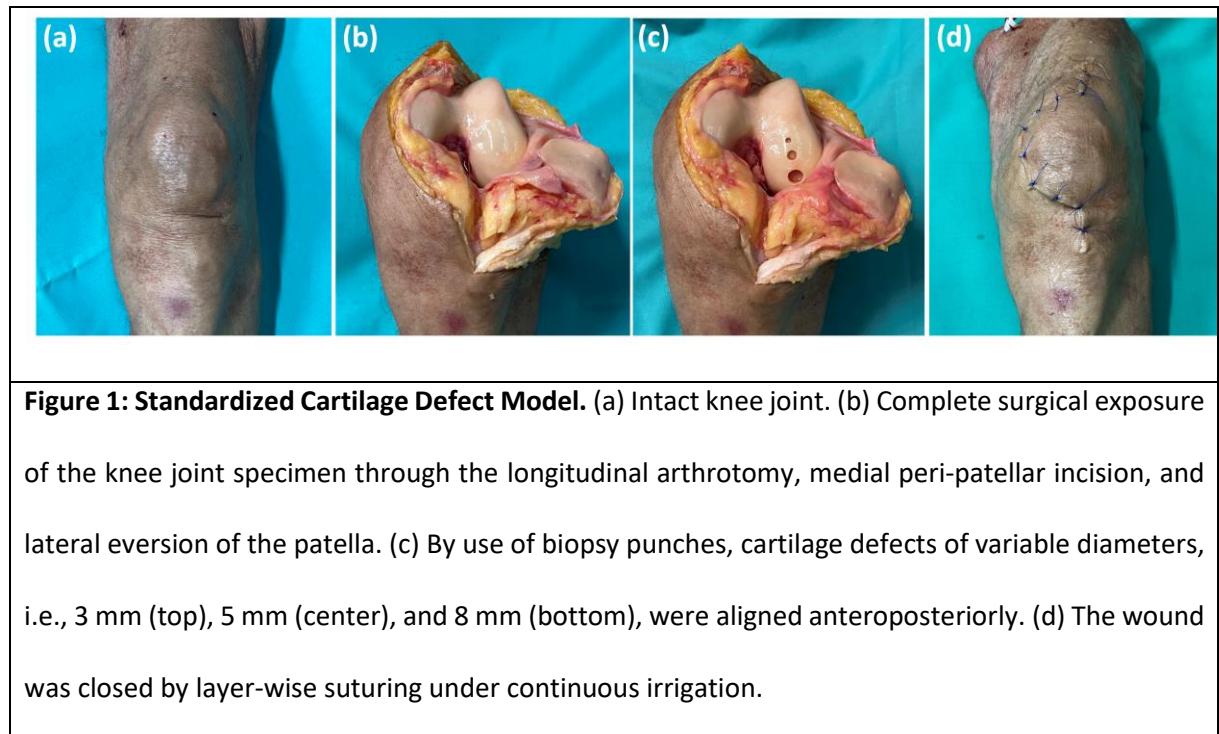 (a) (b) (c) (d)
Figure 1: Standardized Cartilage Defect Model. (a) Intact knee joint. (b) Complete surgical exposure
of the knee joint specimen through the longitudinal arthrotomy, medial peri-patellar incision, and
lateral eversion of the patella. (c) By use of biopsy punches, cartilage defects of variable diameters,
i.e., 3 mm (top), 5 mm (center), and 8 mm (bottom), were aligned anteroposteriorly. (d) The wound
was closed by layer-wise suturing under continuous irrigation.